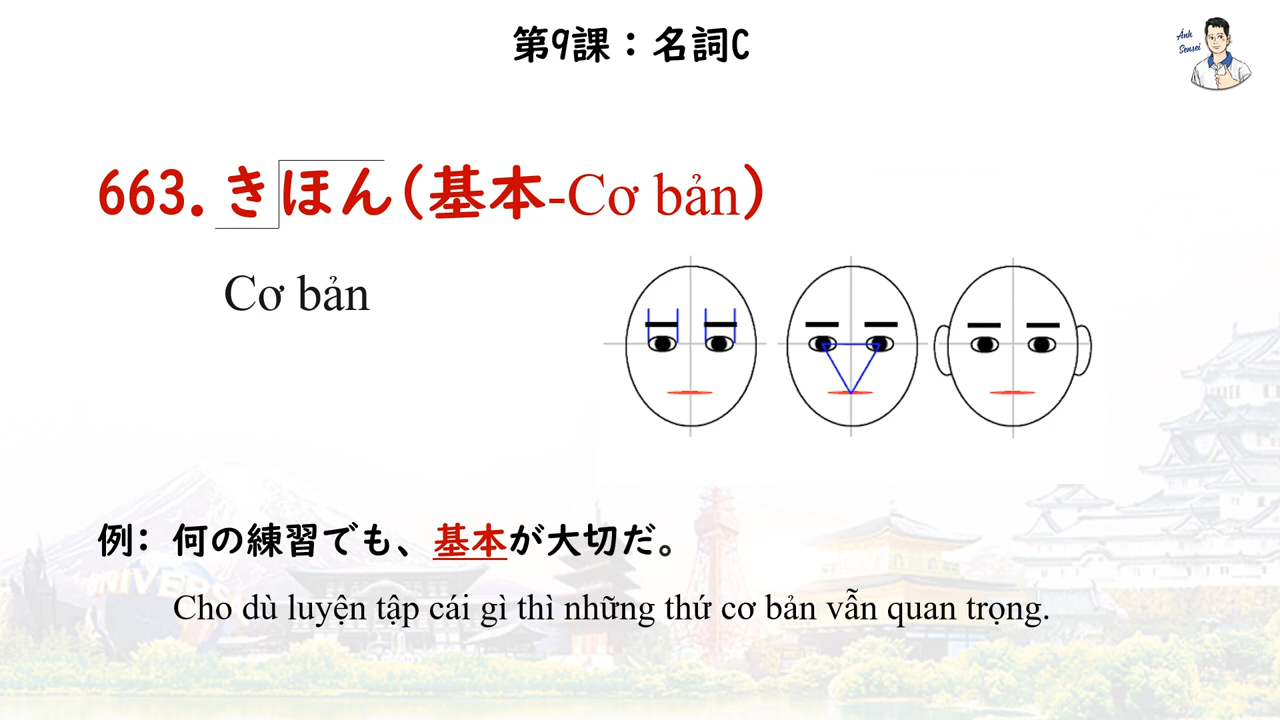 第9課：名詞C
Ánh
Sensei
663. きほん(基本-Cơ bản)
Cơ bản
例: 何の練習でも、基本が大切だ。
Cho dù luyện tập cái gì thì những thứ cơ bản vẫn quan trọng.